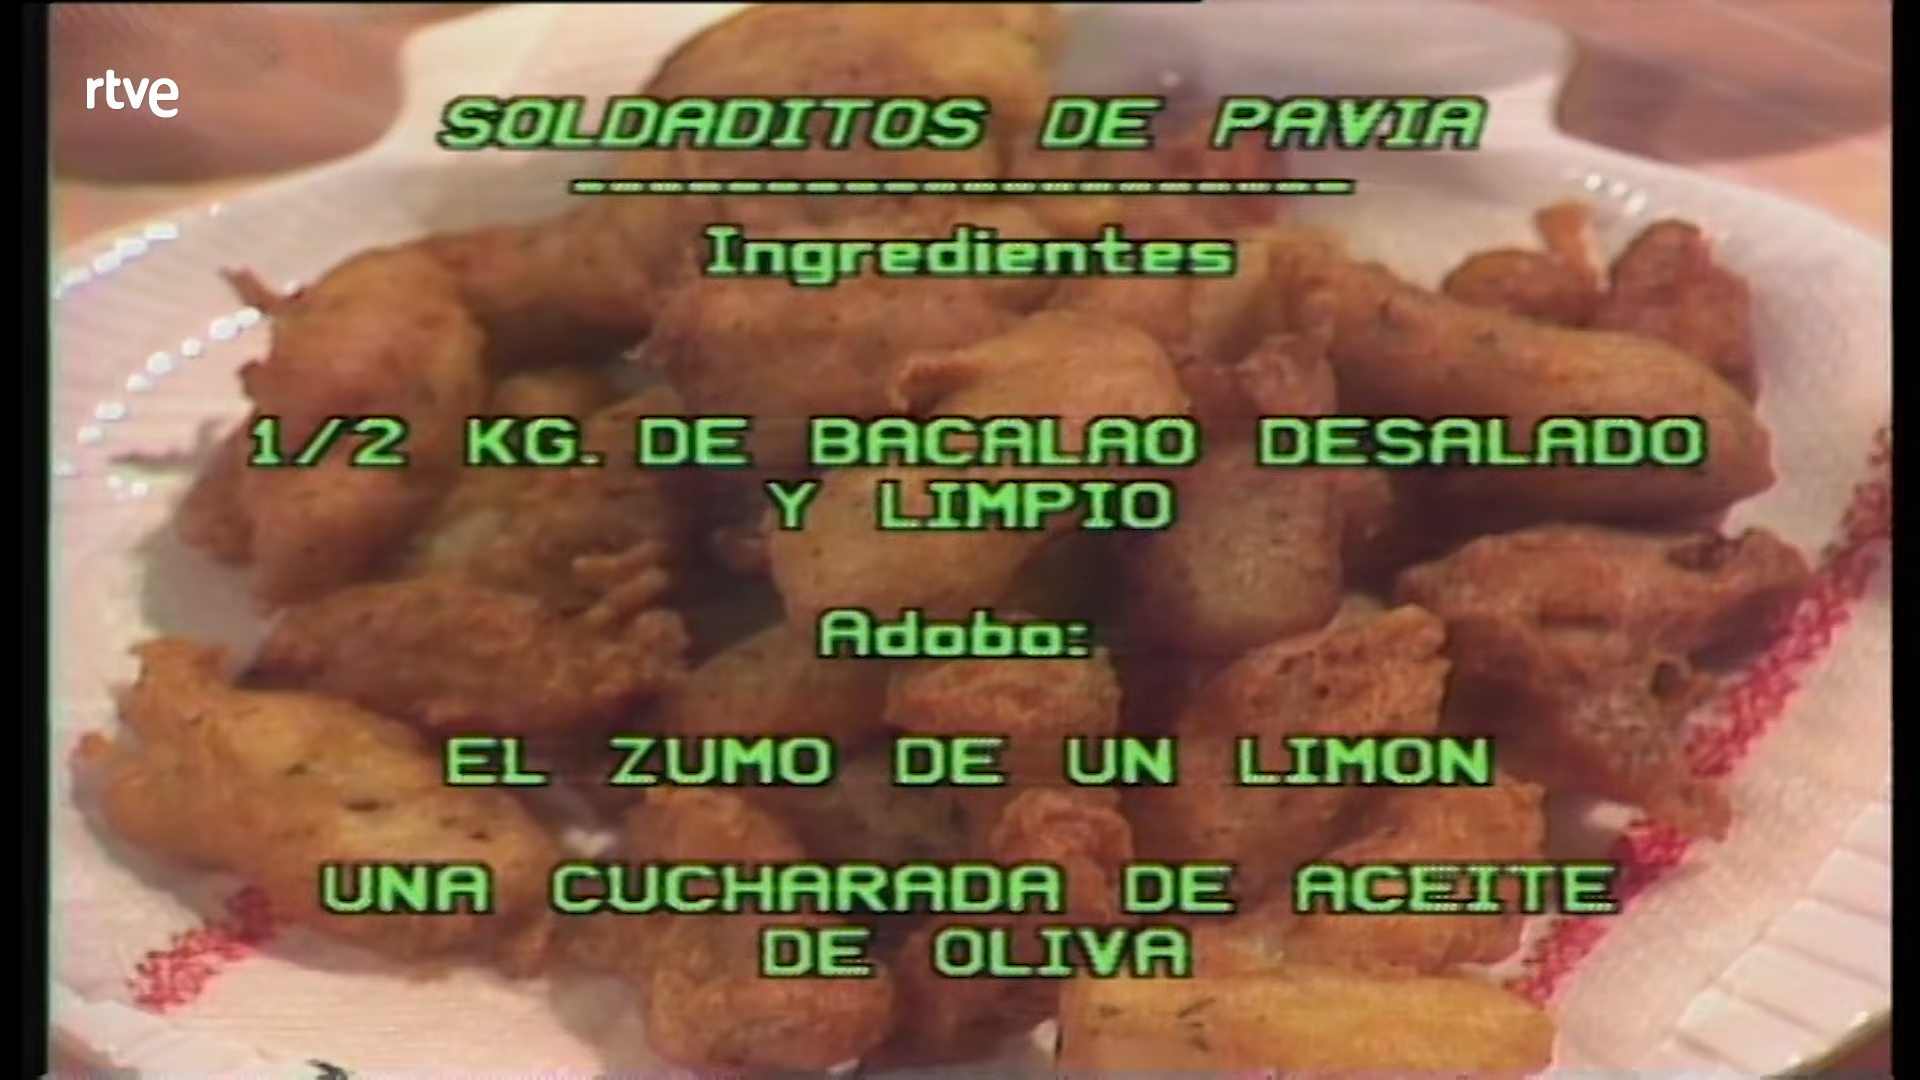 rtve
SOLDADITOS DE PAVIA
--------------------
Ingredientes
1/2 KG. DE BACALAO DESALADO
Y LIMPIO
Adobo:
EL ZUMO DE UN LIMON
UNA CUCHARADA DE ACEITE
DE OLIVA